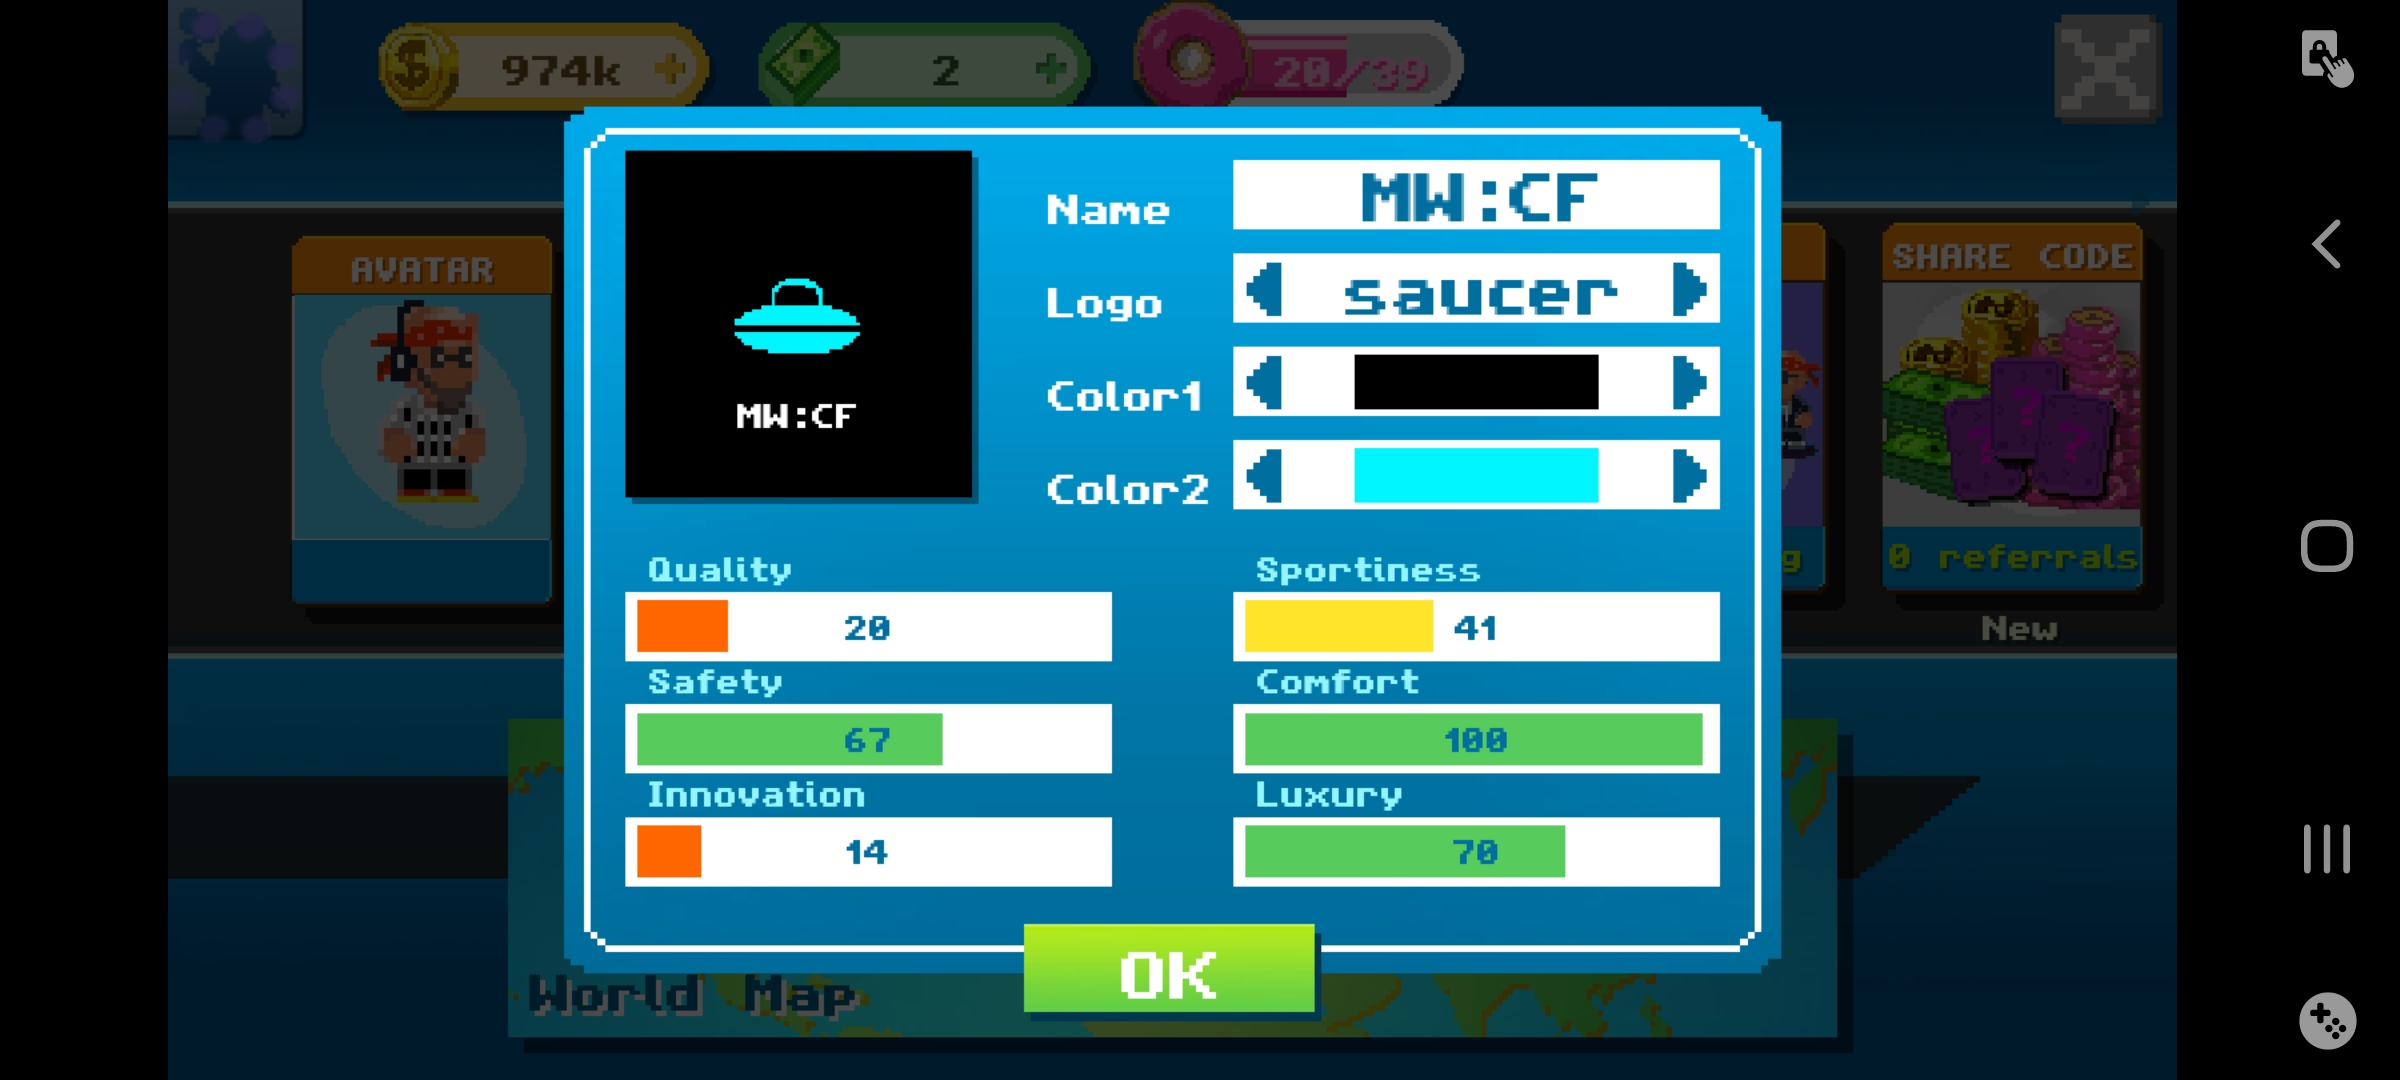 974k +
2 +
20/39
AVATAR
SHARE CODE
Name
MW:CF
Logo
saucer
Color1
Color2
MW:CF
Quality
20
Sportiness
41
Safety
67
Comfort
100
Innovation
14
Luxury
70
0 referrals
New
OK
World Map